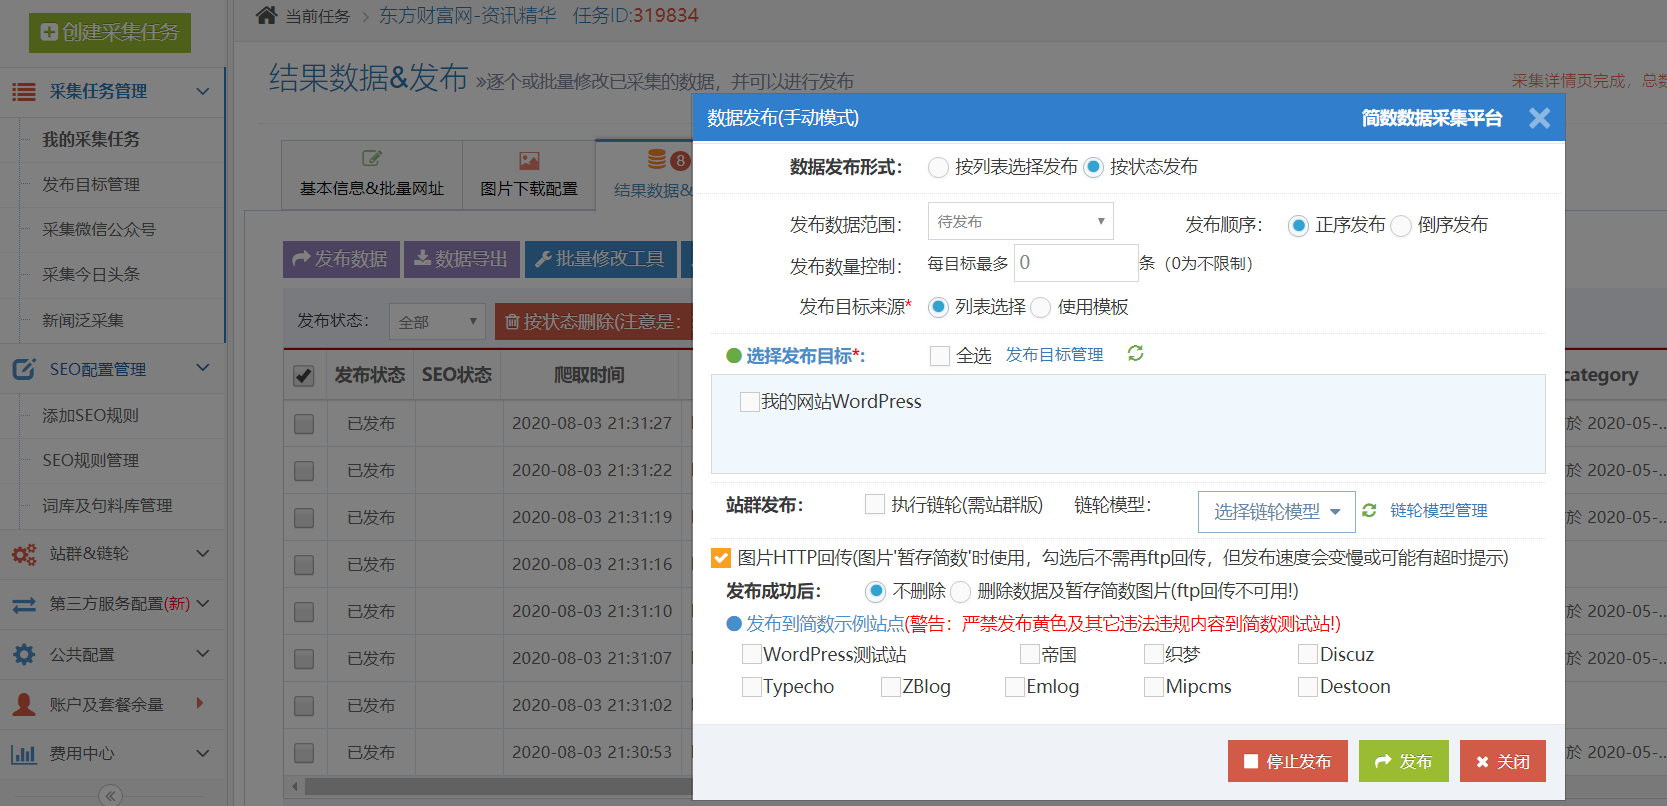 创建采集任务
当前任务 > 东方财富网-资讯精华 任务ID:319834
采集任务管理
我的采集任务
发布目标管理
采集微信公众号
采集今日头条
新闻泛采集
SEO配置管理
添加SEO规则
SEO规则管理
词库及句料库管理
站群&链轮
第三方服务配置(新)
公共配置
账户及套餐余量
费用中心
结果数据&发布 »逐个或批量修改已采集的数据，并可以进行发布
采集详情页完成，总数
基本信息&批量网址
图片下载配置
8
结果数据&
发布数据 数据导出 批量修改工具
发布状态： 全部 按状态删除(注意是：
发布状态 SEO状态 爬取时间 category
已发布 2020-08-03 21:31:27 於 2020-05-...
已发布 2020-08-03 21:31:22 於 2020-05-...
已发布 2020-08-03 21:31:19 於 2020-05-...
已发布 2020-08-03 21:31:16
已发布 2020-08-03 21:31:10 於 2020-05-...
已发布 2020-08-03 21:31:07 於 2020-05-...
已发布 2020-08-03 21:31:02
已发布 2020-08-03 21:30:53 於 2020-05-...
数据发布(手动模式) 简数数据采集平台
数据发布形式： 按列表选择发布 按状态发布
发布数据范围： 待发布 发布顺序： 正序发布 倒序发布
发布数量控制： 每目标最多 0 条（0为不限制）
发布目标来源* 列表选择 使用模板
选择发布目标*: 全选 发布目标管理
我的网站WordPress
站群发布： 执行链轮(需站群版) 链轮模型： 选择链轮模型 链轮模型管理
图片HTTP回传(图片'暂存简数'时使用，勾选后不需再ftp回传，但发布速度会变慢或可能有超时提示)
发布成功后： 不删除 删除数据及暂存简数图片(ftp回传不可用!)
发布到简数示例站点(警告：严禁发布黄色及其它违法违规内容到简数测试站!)
WordPress测试站 帝国 织梦 Discuz
Typecho ZBlog Emlog Mipcms Destoon
停止发布 发布 关闭